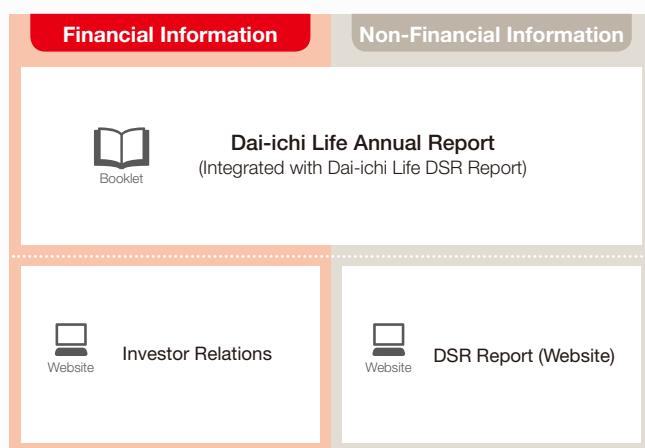 Financial Information
Non-Financial Information
Dai-ichi Life Annual Report
(Integrated with Dai-ichi Life DSR Report)
Booklet
Investor Relations
Website
DSR Report (Website)
Website